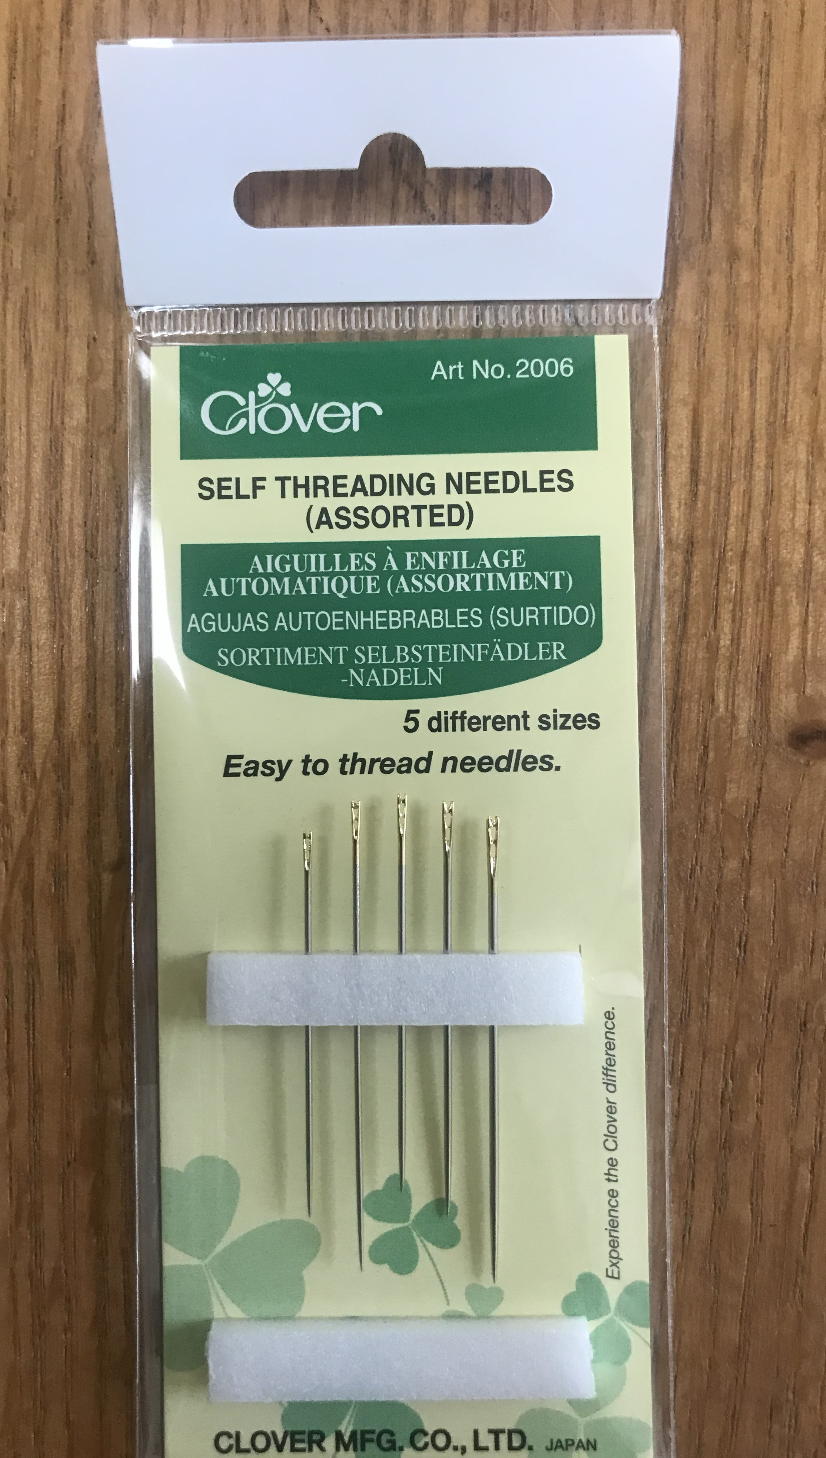 Art No. 2006
Clover
SELF THREADING NEEDLES
(ASSORTED)
AIGUILLES À ENFILAGE
AUTOMATIQUE (ASSORTIMENT)
AGUJAS AUTOENHEBRABLES (SURTIDO)
SORTIMENT SELBSTEINFÄDLER
-NADELN
5 different sizes
Easy to thread needles.
Experience the Clover difference.
CLOVER MFG. CO., LTD. JAPAN